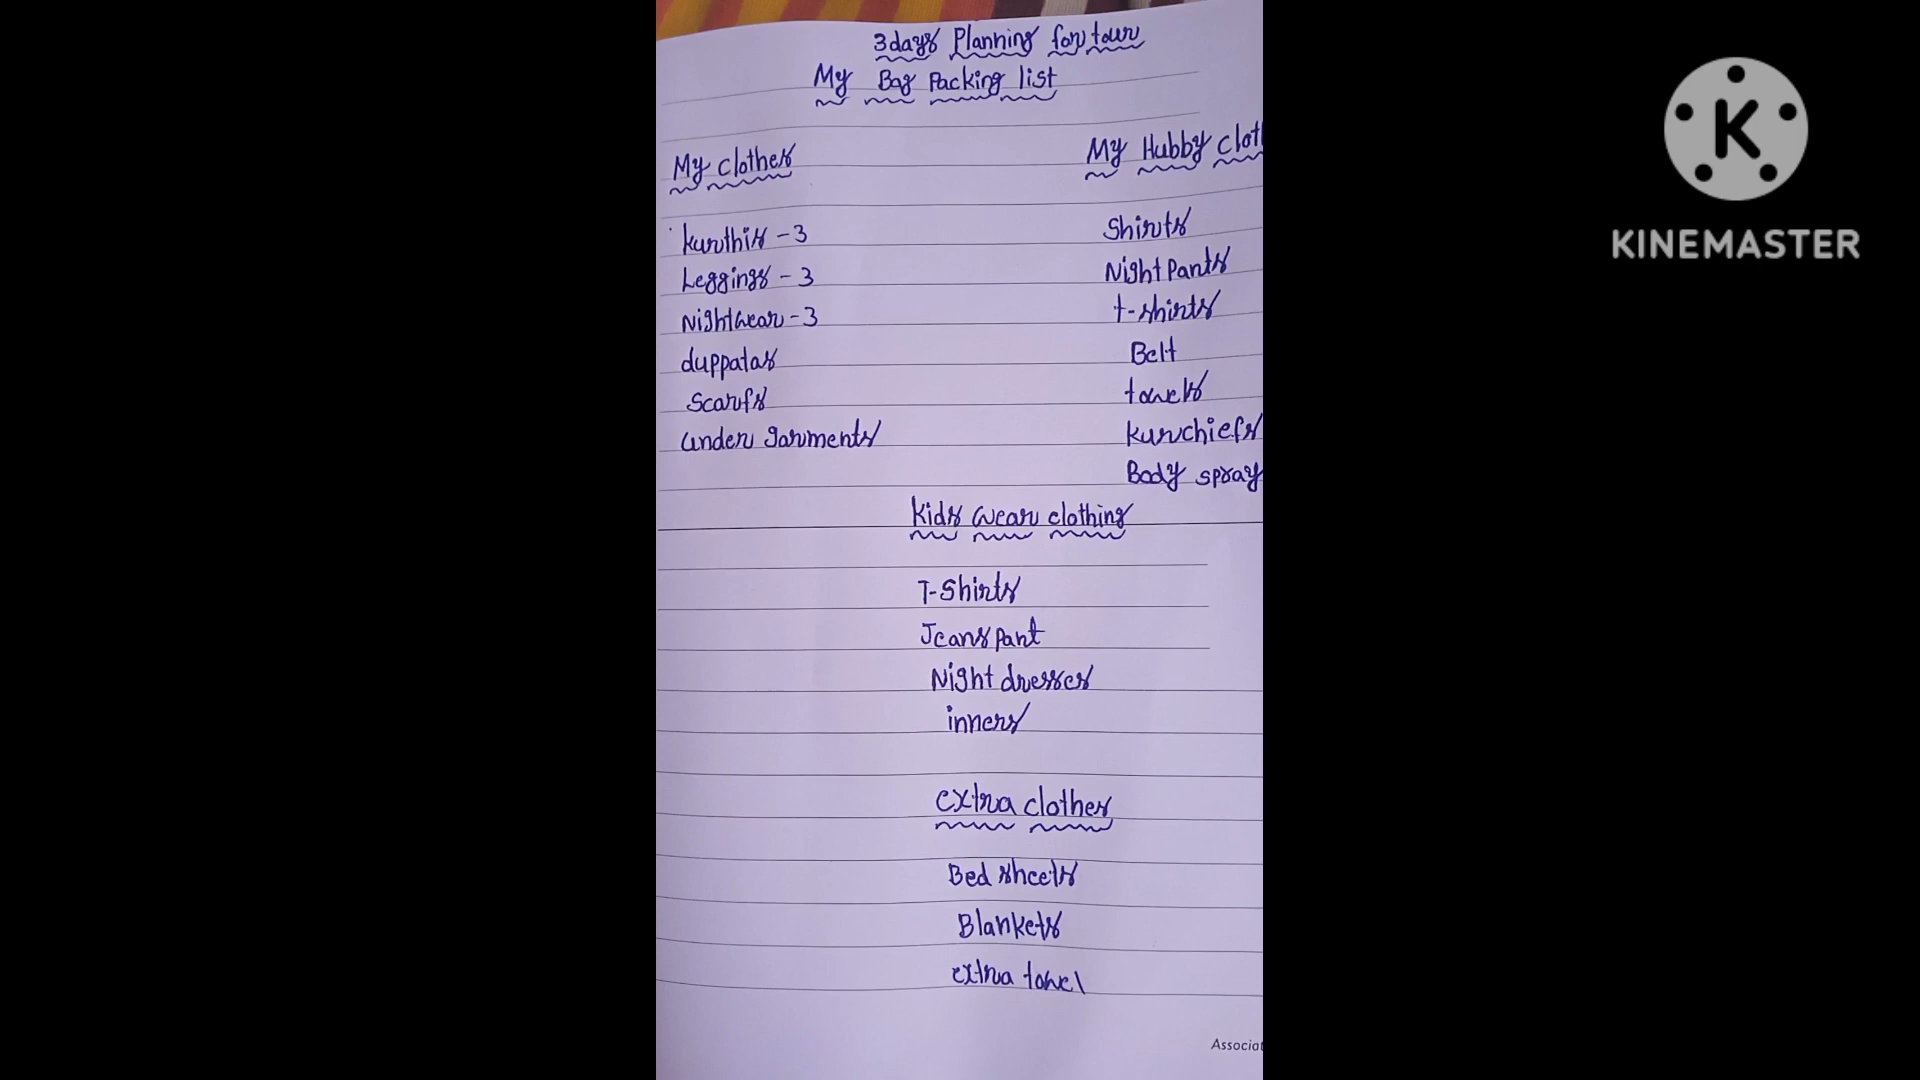 3days Planning for tour
My Bag Packing list
My clothes
kurthis - 3
Leggings - 3
Nightwear - 3
duppatas
Scarfs
under garments
My Hubby clot
Shirts
Night Pants
t-shirts
Belt
towels
kurchiefs
Body spray
Kids wear clothing
T-Shirts
Jeans pant
Night dresses
inners
extra clothes
Bed sheets
Blankets
extra towel
Associat
K
KINEMASTER